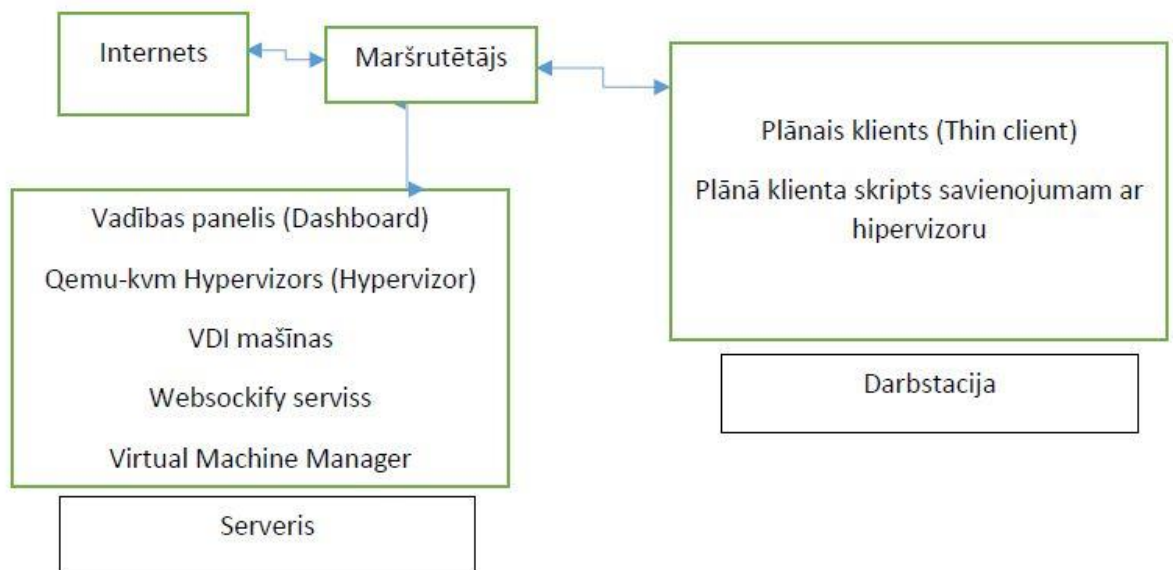 Internets
Maršrutētājs
Plānais klients (Thin client)
Plānā klienta skripts savienojumam ar
hipervizoru
Darbstacija
Vadības panelis (Dashboard)
Qemu-kvm Hypervizors (Hypervizor)
VDI mašīnas
Websockify serviss
Virtual Machine Manager
Serveris